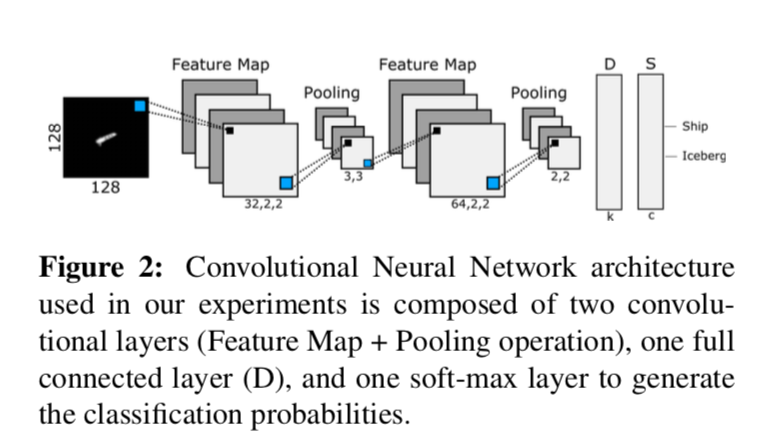 Feature Map
Feature Map
D
S
Pooling
Pooling
128
128
Ship
Iceberg
3,3
2,2
32,2,2
64,2,2
k
c
Figure 2: Convolutional Neural Network architecture
used in our experiments is composed of two convolu-
tional layers (Feature Map + Pooling operation), one full
connected layer (D), and one soft-max layer to generate
the classification probabilities.